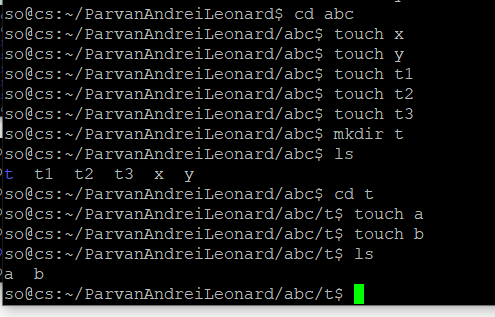 so@cs:~/ParvanAndreiLeonard$ cd abc
so@cs:~/ParvanAndreiLeonard/abc$ touch x
so@cs:~/ParvanAndreiLeonard/abc$ touch y
so@cs:~/ParvanAndreiLeonard/abc$ touch t1
so@cs:~/ParvanAndreiLeonard/abc$ touch t2
so@cs:~/ParvanAndreiLeonard/abc$ touch t3
so@cs:~/ParvanAndreiLeonard/abc$ mkdir t
so@cs:~/ParvanAndreiLeonard/abc$ ls
t  t1  t2  t3  x  y
so@cs:~/ParvanAndreiLeonard/abc$ cd t
so@cs:~/ParvanAndreiLeonard/abc/t$ touch a
so@cs:~/ParvanAndreiLeonard/abc/t$ touch b
so@cs:~/ParvanAndreiLeonard/abc/t$ ls
a  b
so@cs:~/ParvanAndreiLeonard/abc/t$